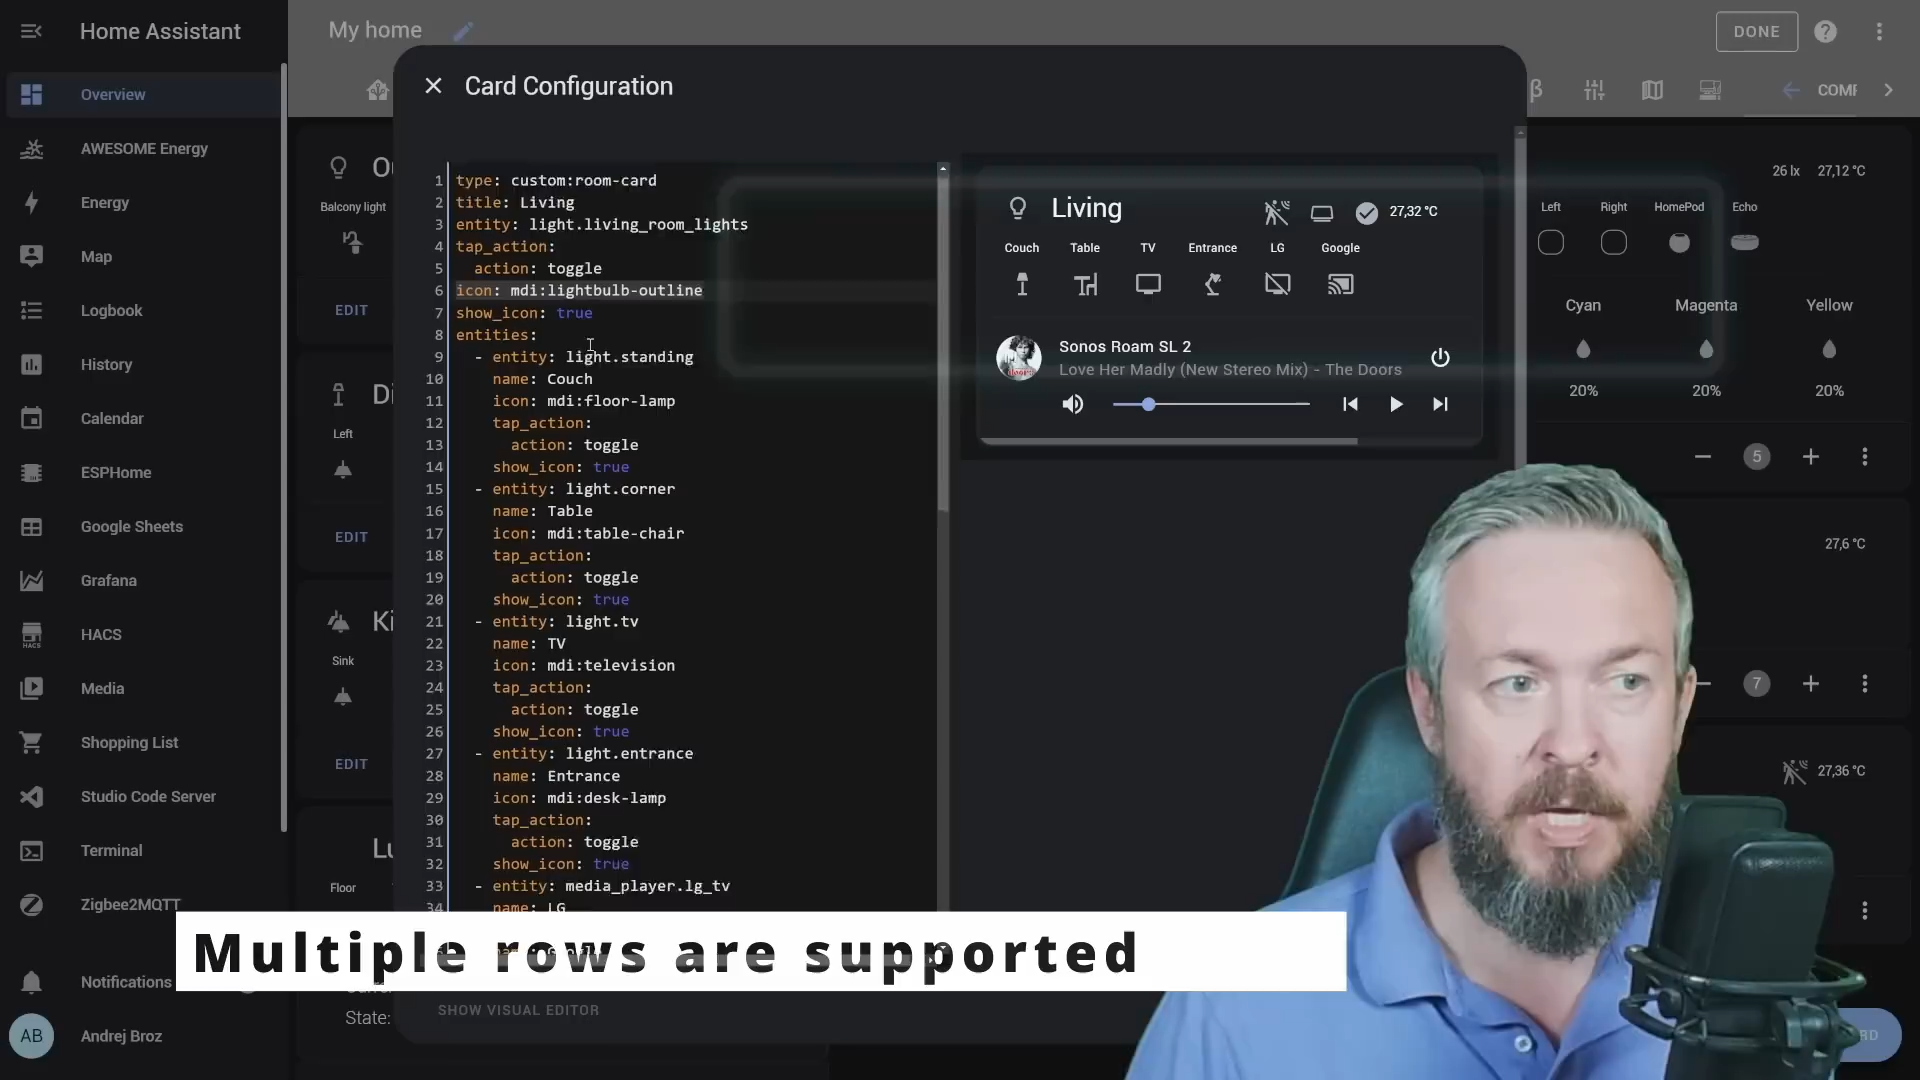 Home Assistant
My home
DONE
Overview
COMF
AWESOME Energy
Energy
Map
Logbook
History
Calendar
ESPHome
Google Sheets
Grafana
HACS
HACS
Media
Shopping List
Studio Code Server
Terminal
Zigbee2MQTT
Notifications
AB
Andrej Broz
Balcony light
EDIT
Left
EDIT
Sink
EDIT
Floor
State:
Card Configuration
1 type: custom:room-card
2 title: Living
3 entity: light.living_room_lights
4 tap_action:
5 action: toggle
6 icon: mdi:lightbulb-outline
7 show_icon: true
8 entities:
9 - entity: light.standing
10 name: Couch
11 icon: mdi:floor-lamp
12 tap_action:
13 action: toggle
14 show_icon: true
15 - entity: light.corner
16 name: Table
17 icon: mdi:table-chair
18 tap_action:
19 action: toggle
20 show_icon: true
21 - entity: light.tv
22 name: TV
23 icon: mdi:television
24 tap_action:
25 action: toggle
26 show_icon: true
27 - entity: light.entrance
28 name: Entrance
29 icon: mdi:desk-lamp
30 tap_action:
31 action: toggle
32 show_icon: true
33 - entity: media_player.lg_tv
34 name: LG
SHOW VISUAL EDITOR
Living
27,32 °C
Couch Table TV Entrance LG Google
Sonos Roam SL 2
Love Her Madly (New Stereo Mix) - The Doors
26 lx 27,12 °C
Left Right HomePod Echo
Cyan Magenta Yellow
20% 20% 20%
5
27,6 °C
7
27,36 °C
Multiple rows are supported